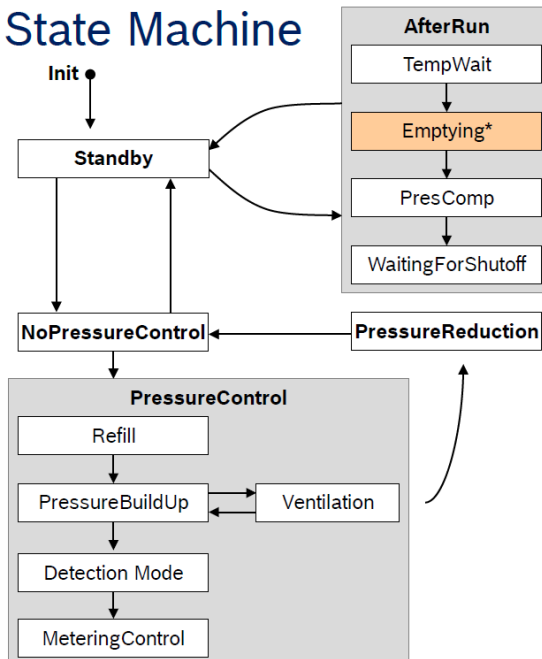 State Machine
Init
Standby
AfterRun
TempWait
Emptying*
PresComp
WaitingForShutoff
NoPressureControl
PressureReduction
PressureControl
Refill
PressureBuildUp
Ventilation
Detection Mode
MeteringControl